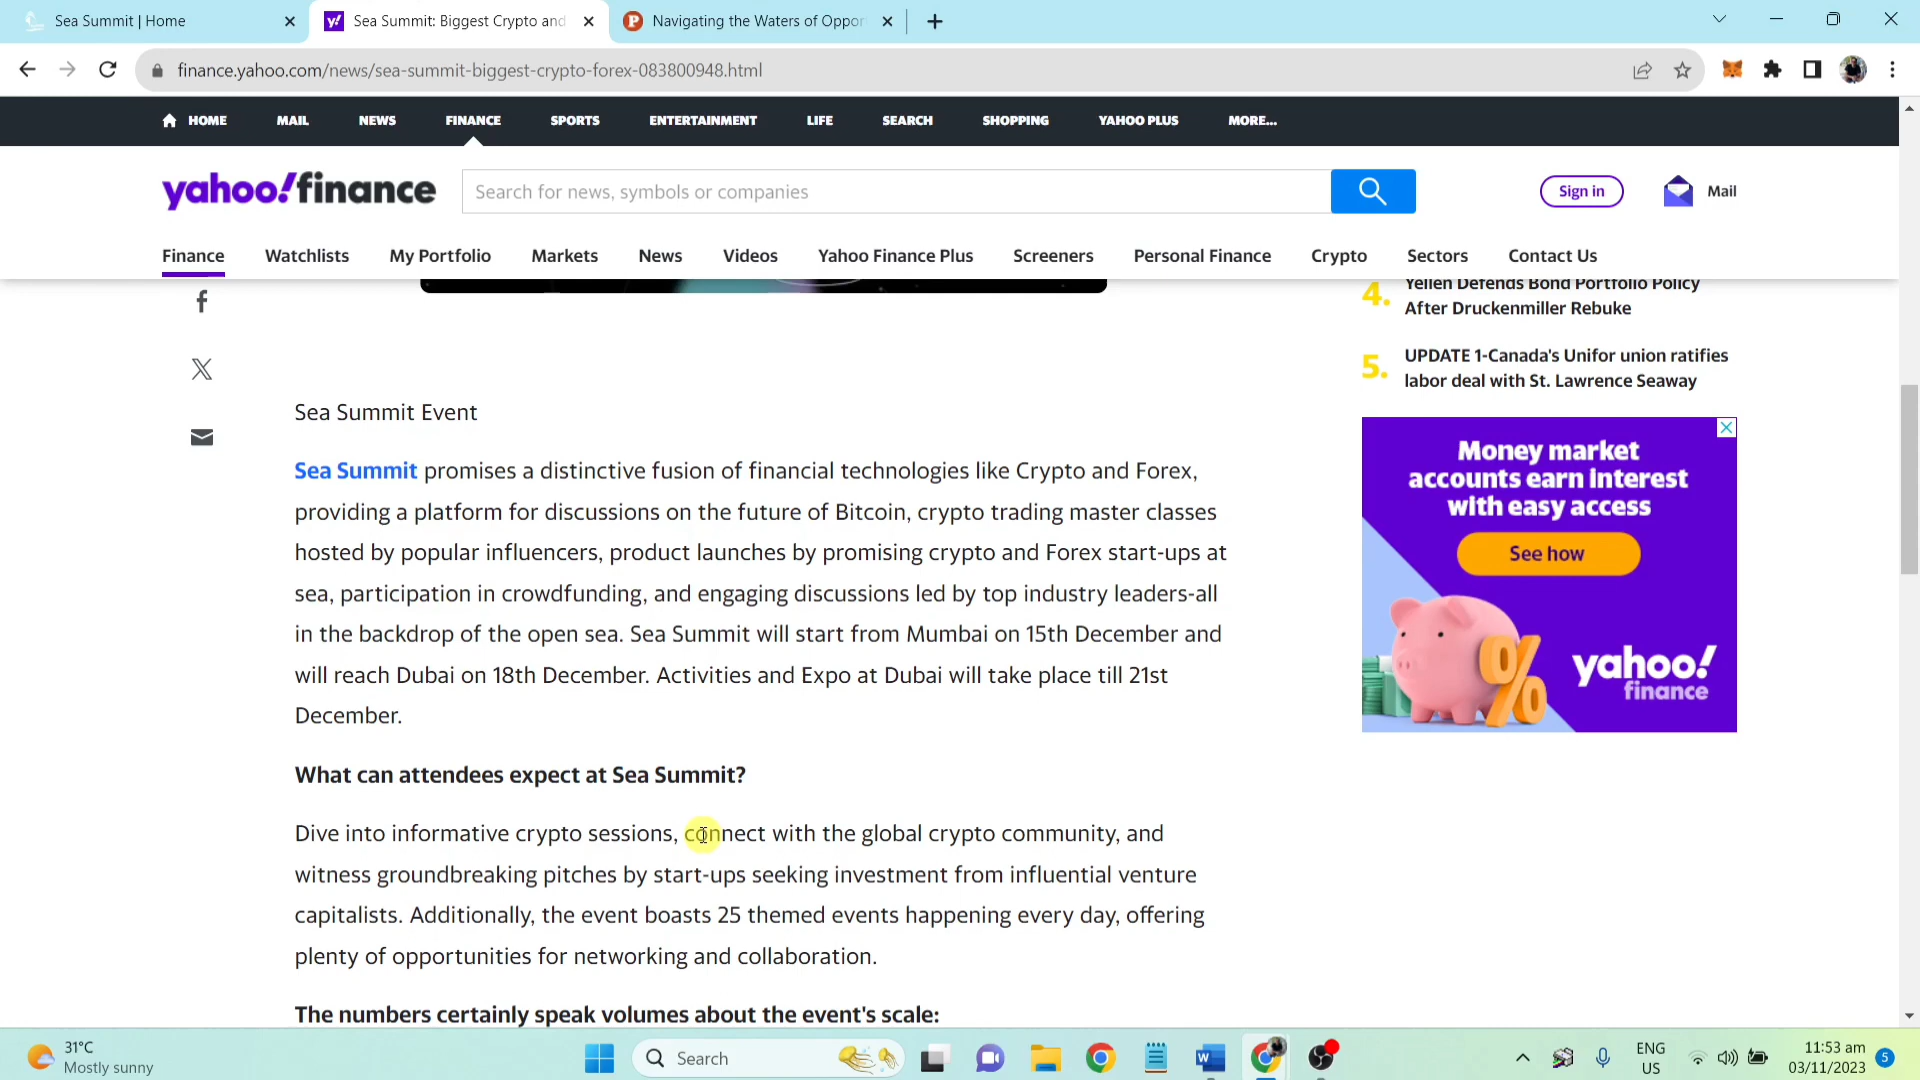 Sea Summit | Home
Sea Summit: Biggest Crypto and
Navigating the Waters of Oppor
finance.yahoo.com/news/sea-summit-biggest-crypto-forex-083800948.html
HOME MAIL NEWS FINANCE SPORTS ENTERTAINMENT LIFE SEARCH SHOPPING YAHOO PLUS MORE...
yahoo!finance
Search for news, symbols or companies
Sign in
Mail
Finance Watchlists My Portfolio Markets News Videos Yahoo Finance Plus Screeners Personal Finance Crypto Sectors Contact Us
Sea Summit Event
Sea Summit promises a distinctive fusion of financial technologies like Crypto and Forex,
providing a platform for discussions on the future of Bitcoin, crypto trading master classes
hosted by popular influencers, product launches by promising crypto and Forex start-ups at
sea, participation in crowdfunding, and engaging discussions led by top industry leaders-all
in the backdrop of the open sea. Sea Summit will start from Mumbai on 15th December and
will reach Dubai on 18th December. Activities and Expo at Dubai will take place till 21st
December.
What can attendees expect at Sea Summit?
Dive into informative crypto sessions, connect with the global crypto community, and
witness groundbreaking pitches by start-ups seeking investment from influential venture
capitalists. Additionally, the event boasts 25 themed events happening every day, offering
plenty of opportunities for networking and collaboration.
The numbers certainly speak volumes about the event's scale:
4. Yellen Defends Bond Portfolio Policy
After Druckenmiller Rebuke
5. UPDATE 1-Canada's Unifor union ratifies
labor deal with St. Lawrence Seaway
Money market
accounts earn interest
with easy access
See how
%
yahoo!
finance
31°C
Mostly sunny
Search
ENG
US
11:53 am
03/11/2023
5